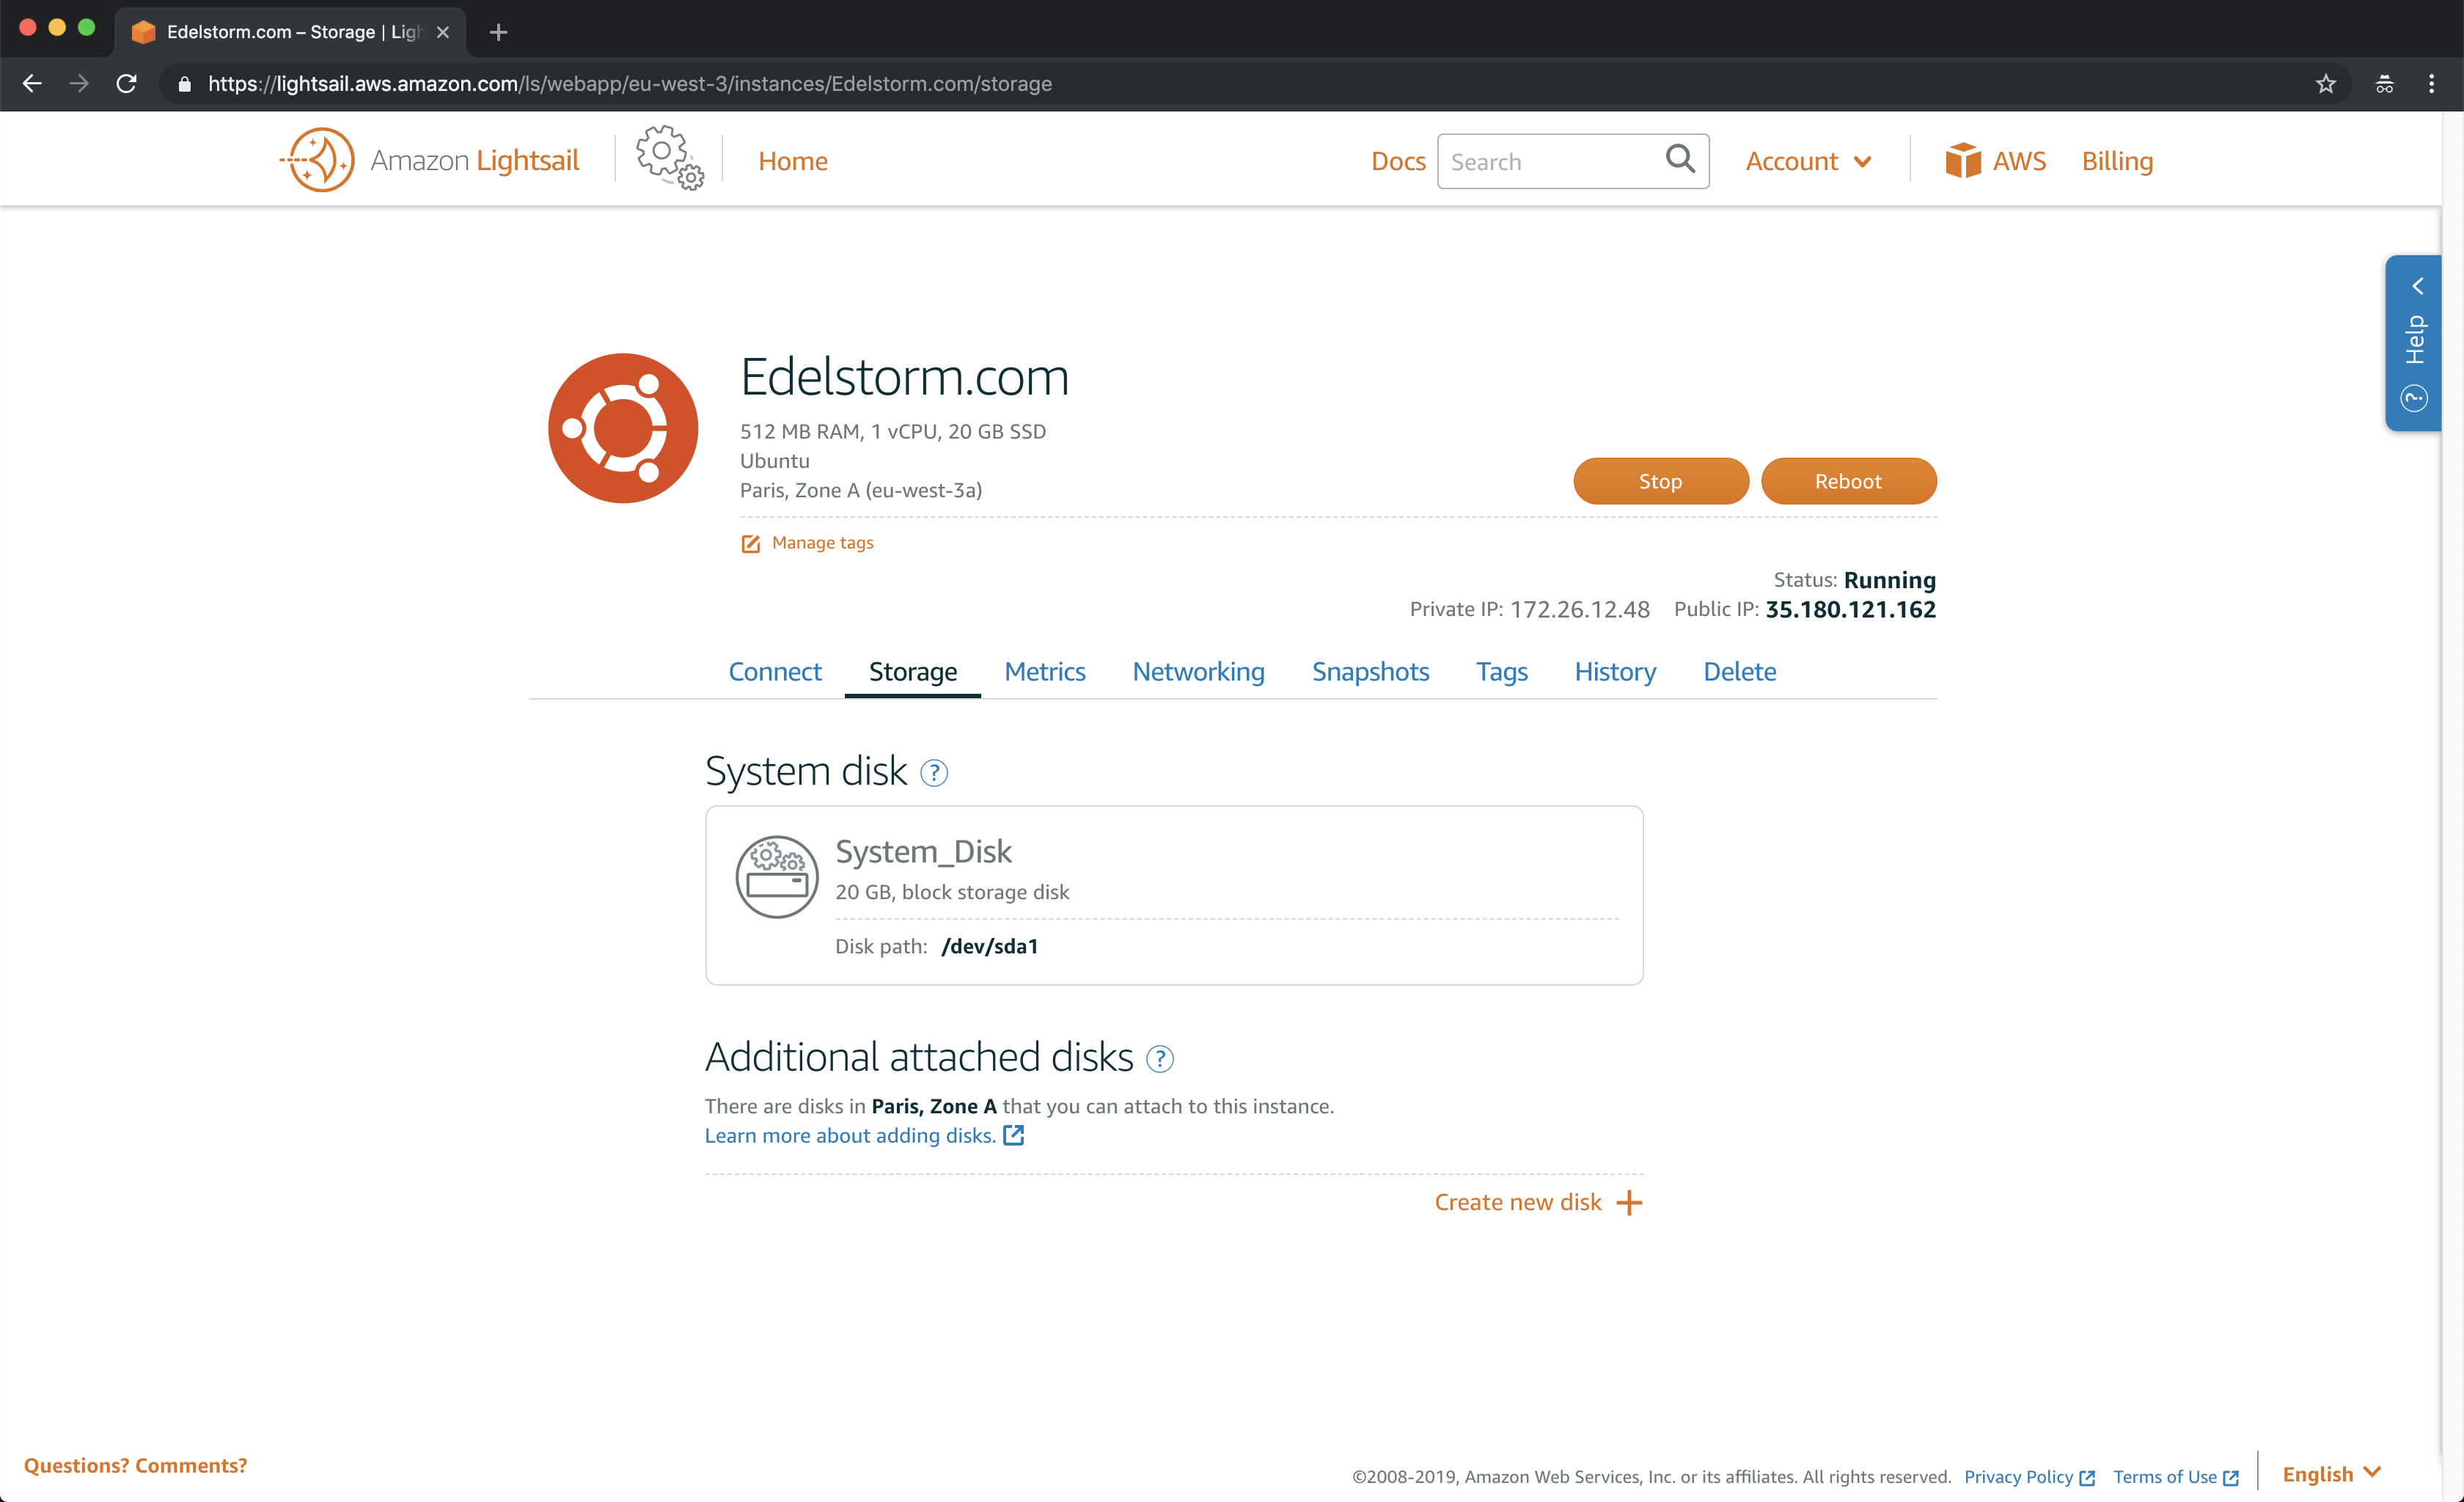 Edelstorm.com – Storage | Ligh
https://lightsail.aws.amazon.com/ls/webapp/eu-west-3/instances/Edelstorm.com/storage
Amazon Lightsail
Home
Docs
Search
Account
AWS
Billing
Help
Edelstorm.com
512 MB RAM, 1 vCPU, 20 GB SSD
Ubuntu
Paris, Zone A (eu-west-3a)
Stop
Reboot
Manage tags
Status: Running
Private IP: 172.26.12.48 Public IP: 35.180.121.162
Connect Storage Metrics Networking Snapshots Tags History Delete
System disk ?
System_Disk
20 GB, block storage disk
Disk path: /dev/sda1
Additional attached disks ?
There are disks in Paris, Zone A that you can attach to this instance.
Learn more about adding disks.
Create new disk
Questions? Comments?
©2008-2019, Amazon Web Services, Inc. or its affiliates. All rights reserved. Privacy Policy Terms of Use
English